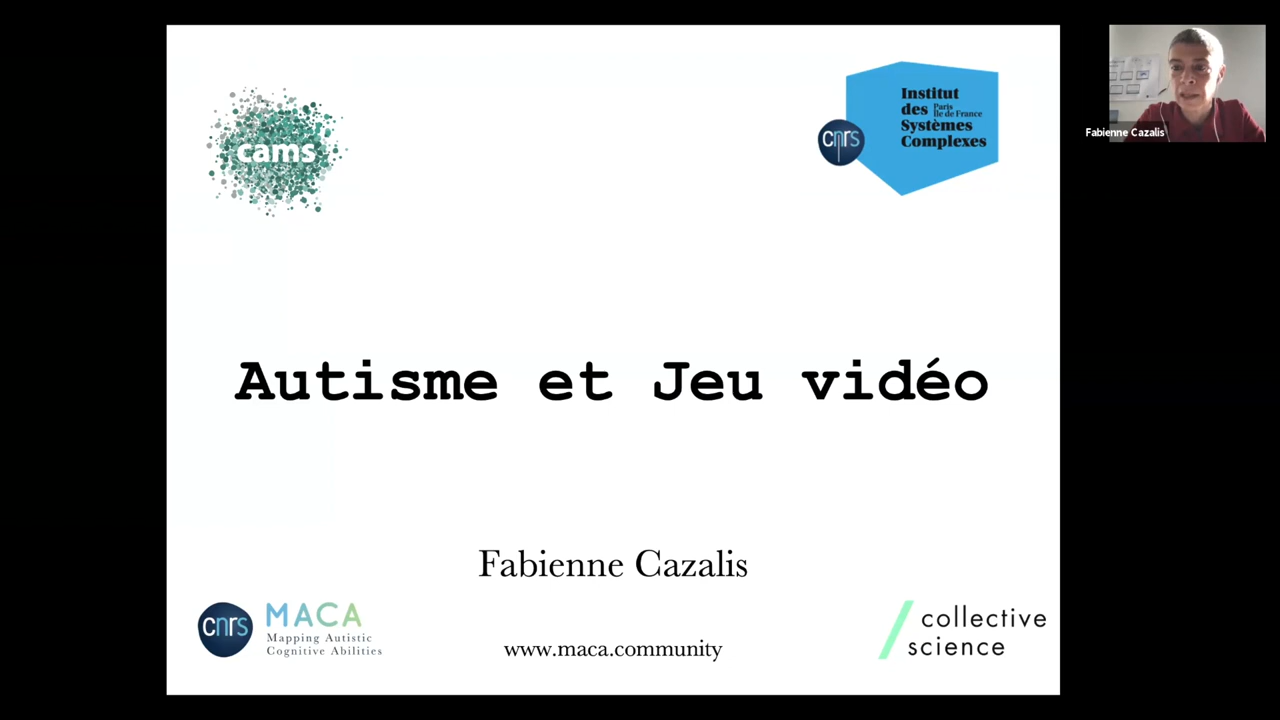 cams
cnrs
Institut
des Paris
Île de France
Systèmes
Complexes
Fabienne Cazalis
Autisme et Jeu vidéo
Fabienne Cazalis
cnrs
MACA
Mapping Autistic
Cognitive Abilities
www.maca.community
collective
science